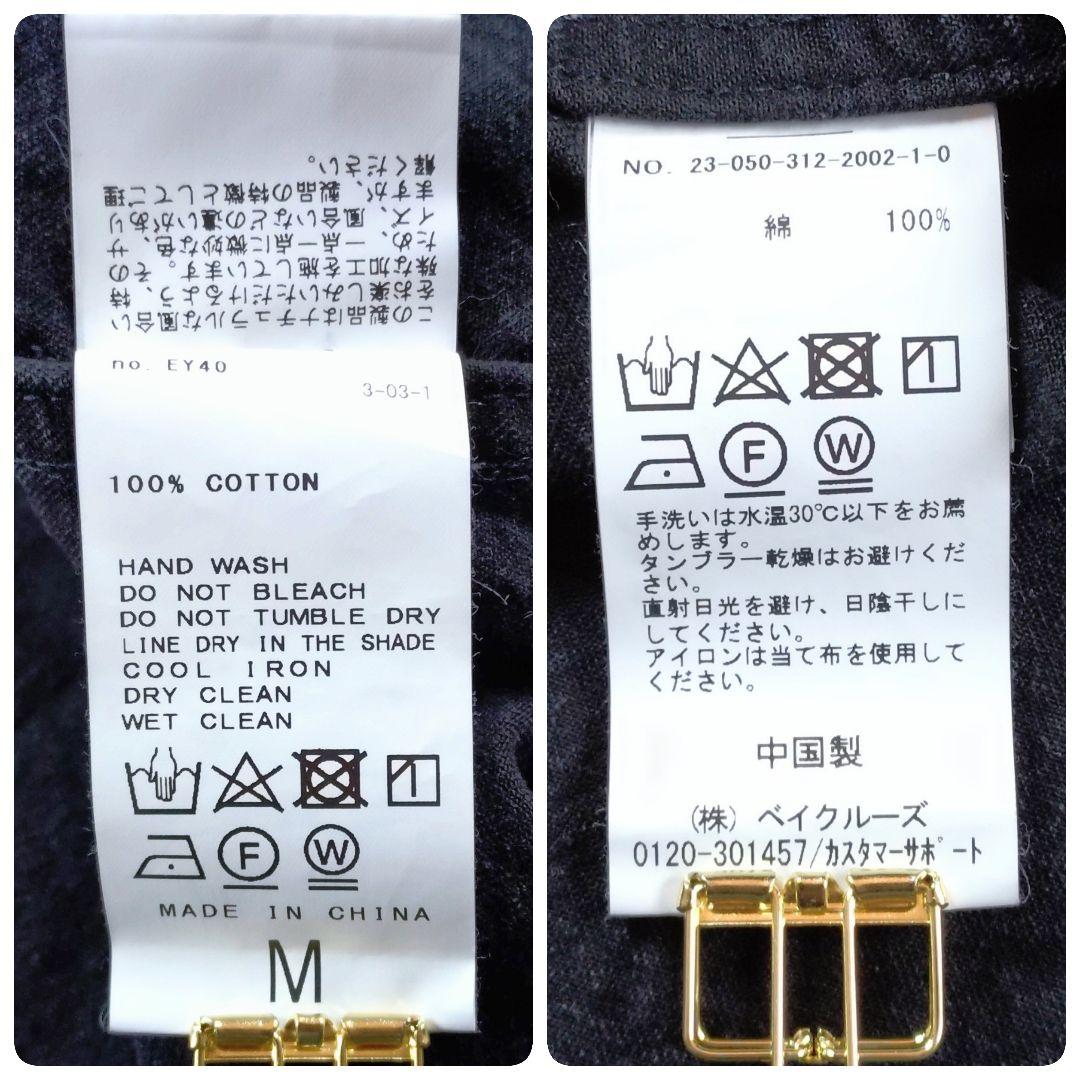 この製品はナチュラルな風合い
をお楽しみいただけるよう、特
殊な加工を施しています。その
ため、一点一点に微妙な色、サ
イズ、風合いなどの違いがあり
ますが、製品の特徴としてご理
解ください。
no. EY40
3-03-1
100% COTTON
HAND WASH
DO NOT BLEACH
DO NOT TUMBLE DRY
LINE DRY IN THE SHADE
COOL IRON
DRY CLEAN
WET CLEAN
F W
MADE IN CHINA
M
NO. 23-050-312-2002-1-0
綿 100%
F W
手洗いは水温30℃以下をお薦
めします。
タンブラー乾燥はお避けくだ
さい。
直射日光を避け、日陰干しに
してください。
アイロンは当て布を使用して
ください。
中国製
(株) ベイクルーズ
0120-301457/カスタマーサポート